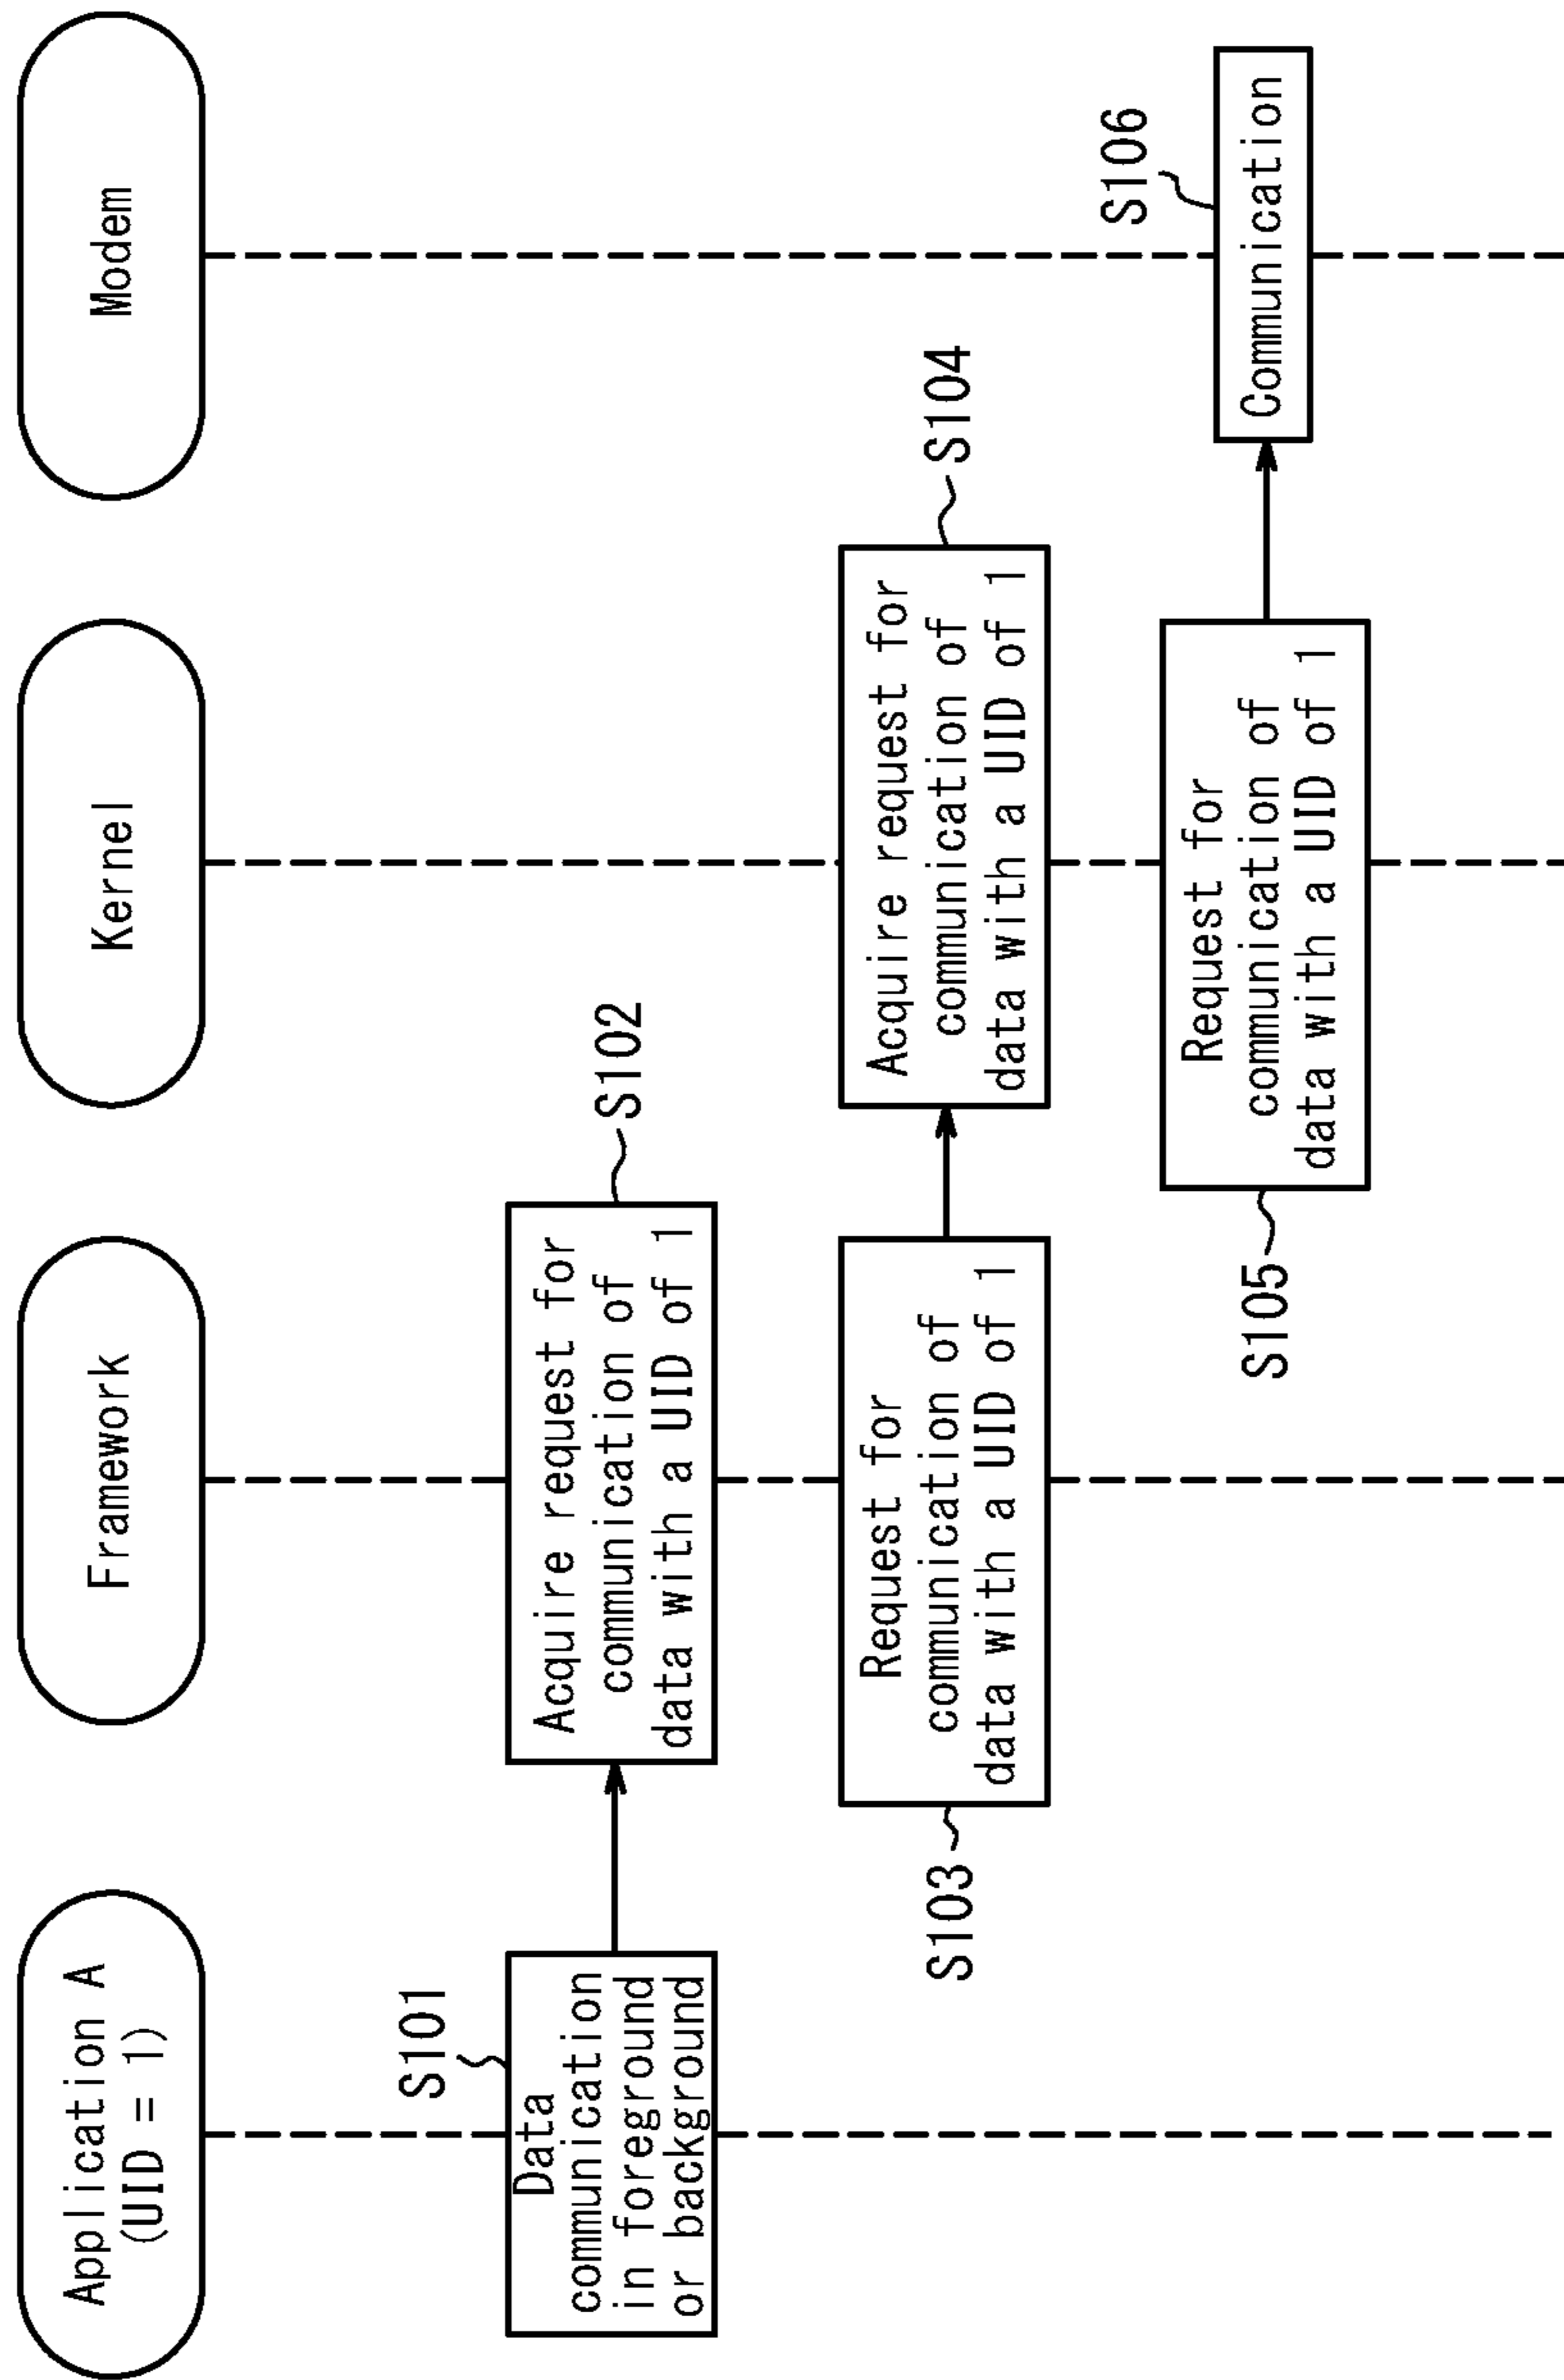 Application A
(UID = 1)
Framework
Kernel
Modem
S101
Data
communication
in foreground
or background
Acquire request for
communication of
data with a UID of 1
S102
S103
Request for
communication of
data with a UID of 1
Acquire request for
communication of
data with a UID of 1
S104
S105
Request for
communication of
data with a UID of 1
S106
Communication